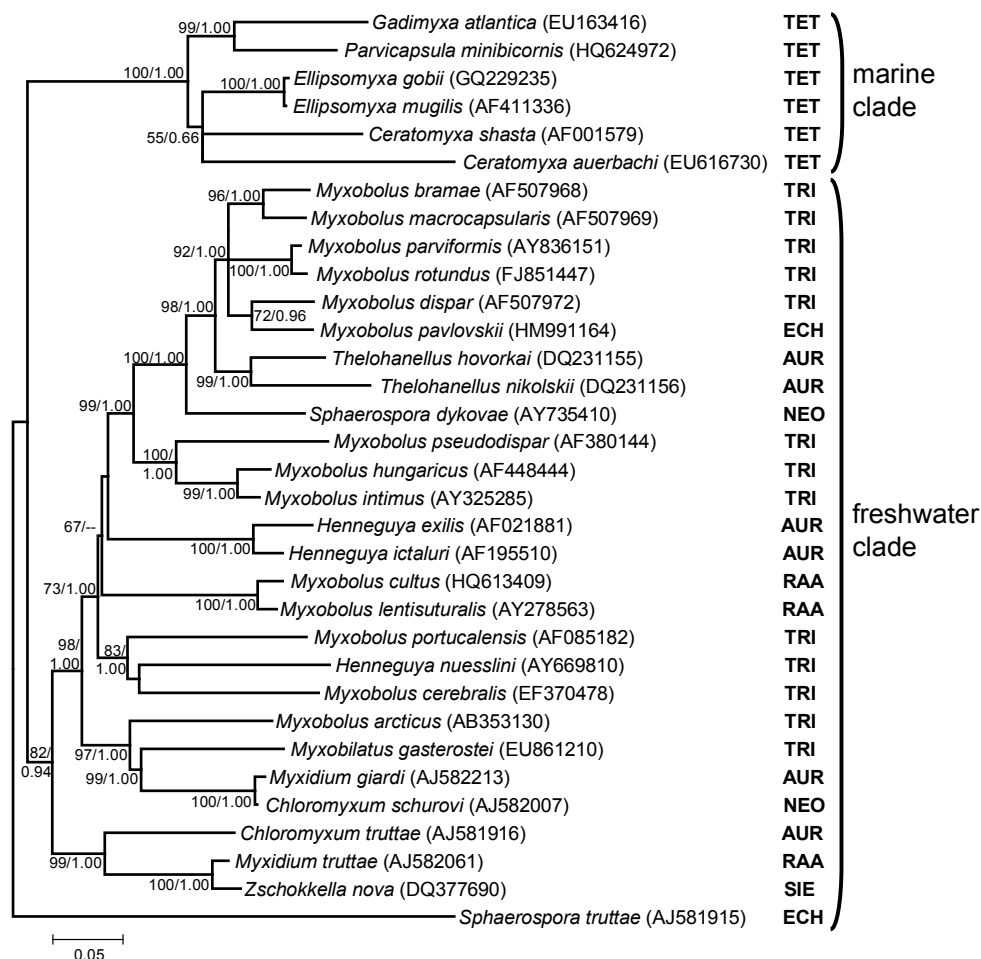 Gadimyxa atlantica (EU163416) TET
99/1.00
Parvicapsula minibicornis (HQ624972) TET
100/1.00
Ellipsomyxa gobii (GQ229235) TET
100/1.00
Ellipsomyxa mugilis (AF411336) TET
55/0.66
Ceratomyxa shasta (AF001579) TET
Ceratomyxa auerbachi (EU616730) TET
marine
clade
Myxobolus bramae (AF507968) TRI
96/1.00
Myxobolus macrocapsularis (AF507969) TRI
92/1.00
Myxobolus parviformis (AY836151) TRI
100/1.00
Myxobolus rotundus (FJ851447) TRI
98/1.00
Myxobolus dispar (AF507972) TRI
72/0.96
Myxobolus pavlovskii (HM991164) ECH
100/1.00
Thelohanellus hovorkai (DQ231155) AUR
99/1.00
Thelohanellus nikolskii (DQ231156) AUR
99/1.00
Sphaerospora dykovae (AY735410) NEO
Myxobolus pseudodispar (AF380144) TRI
100/
1.00
Myxobolus hungaricus (AF448444) TRI
99/1.00
Myxobolus intimus (AY325285) TRI
67/--
Henneguya exilis (AF021881) AUR
100/1.00
Henneguya ictaluri (AF195510) AUR
freshwater
clade
Myxobolus cultus (HQ613409) RAA
73/1.00
100/1.00
Myxobolus lentisuturalis (AY278563) RAA
Myxobolus portucalensis (AF085182) TRI
98/
1.00
83/
1.00
Henneguya nuesslini (AY669810) TRI
Myxobolus cerebralis (EF370478) TRI
Myxobolus arcticus (AB353130) TRI
82/
0.94
97/1.00
Myxobilatus gasterostei (EU861210) TRI
99/1.00
Myxidium giardi (AJ582213) AUR
100/1.00
Chloromyxum schurovi (AJ582007) NEO
Chloromyxum truttae (AJ581916) AUR
99/1.00
Myxidium truttae (AJ582061) RAA
100/1.00
Zschokkella nova (DQ377690) SIE
Sphaerospora truttae (AJ581915) ECH
0.05